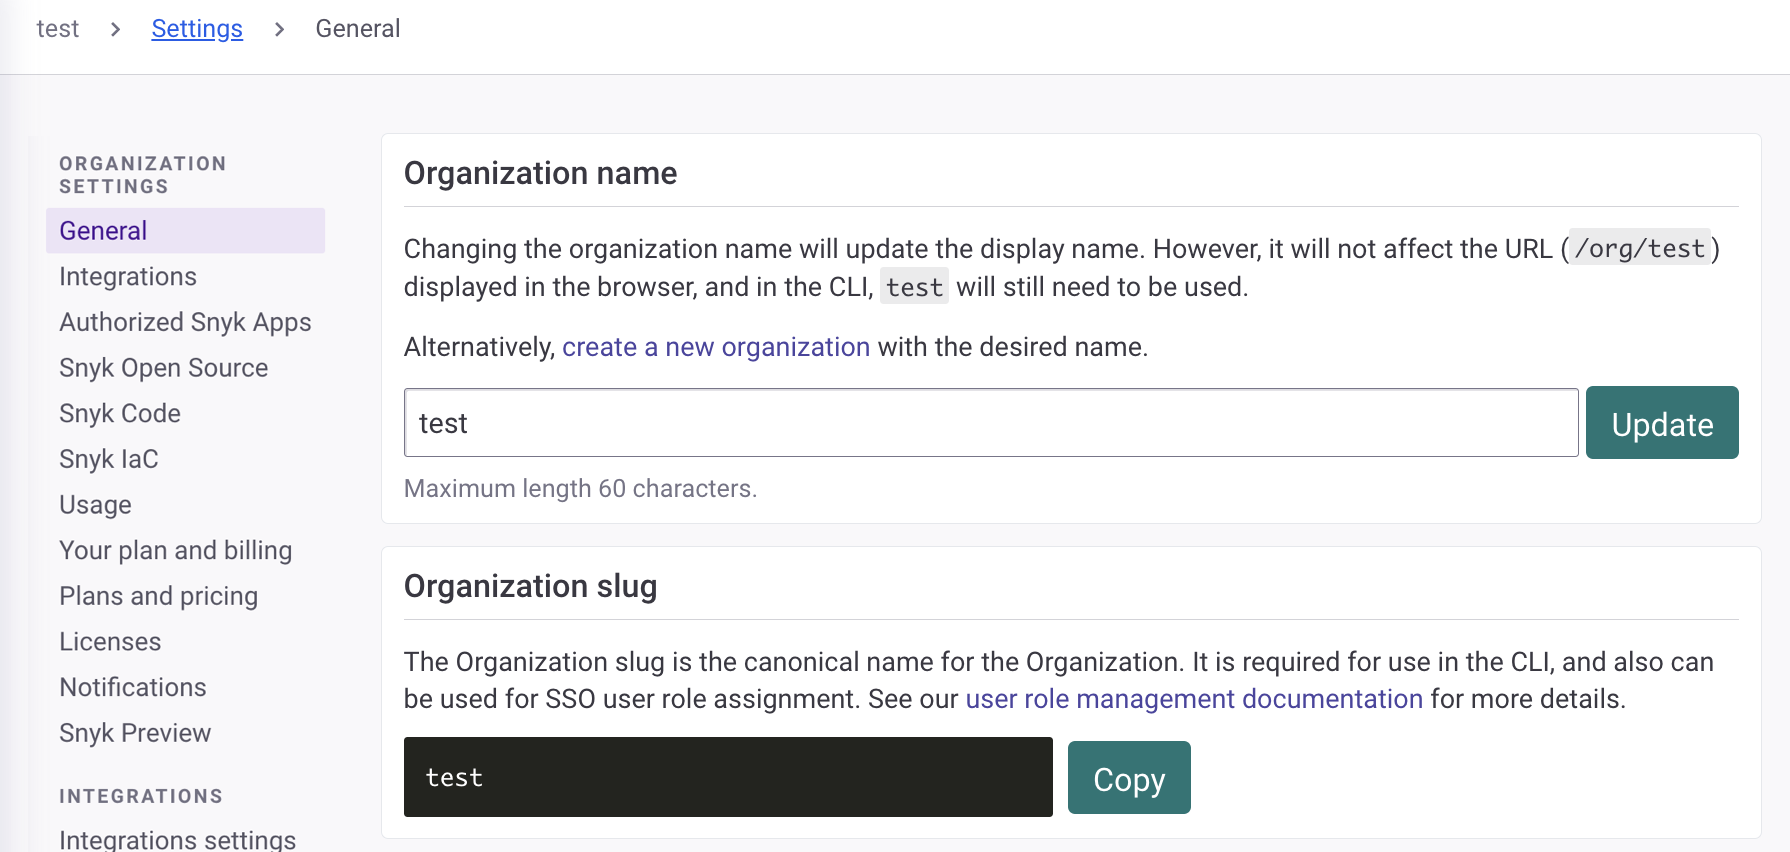 test > Settings > General
ORGANIZATION
SETTINGS
General
Integrations
Authorized Snyk Apps
Snyk Open Source
Snyk Code
Snyk IaC
Usage
Your plan and billing
Plans and pricing
Licenses
Notifications
Snyk Preview
INTEGRATIONS
Integrations settings
Organization name
Changing the organization name will update the display name. However, it will not affect the URL (/org/test)
displayed in the browser, and in the CLI, test will still need to be used.
Alternatively, create a new organization with the desired name.
test
Update
Maximum length 60 characters.
Organization slug
The Organization slug is the canonical name for the Organization. It is required for use in the CLI, and also can
be used for SSO user role assignment. See our user role management documentation for more details.
test
Copy